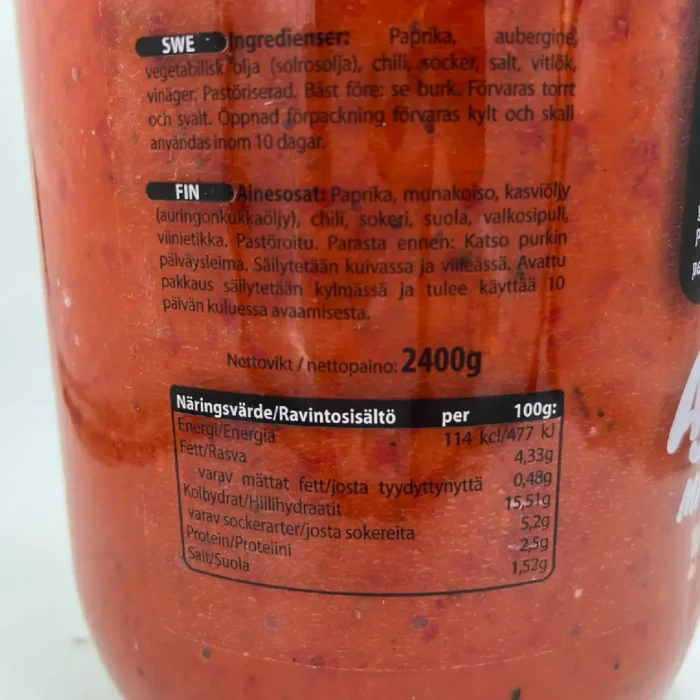 SWE Ingredienser: Paprika, aubergine,
vegetabilisk olja (solrosolja), chili, socker, salt, vitlök,
vinäger. Pastöriserad. Bäst före: se burk. Förvaras torrt
och svalt. Öppnad förpackning förvaras kylt och skall
användas inom 10 dagar.
FIN Ainesosat: Paprika, munakoiso, kasviöljy
(auringonkukkaöljy), chili, sokeri, suola, valkosipuli,
viinietikka. Pastöroitu. Parasta ennen: Katso purkin
päiväysleima. Säilytetään kuivassa ja viileässä. Avattu
pakkaus säilytetään kylmässä ja tulee käyttää 10
päivän kuluessa avaamisesta.
Nettovikt / nettopaino: 2400g
Näringsvärde/Ravintosisältö per 100g:
Energi/Energia 114 kcl/477 kJ
Fett/Rasva 4,33g
varav mättat fett/josta tyydyttynyttä 0,48g
Kolbydrat/Hiilihydraatit 15,51g
varav sockerarter/josta sokereita 5,2g
Protein/Proteiini 2,5g
Salt/Suola 1,52g